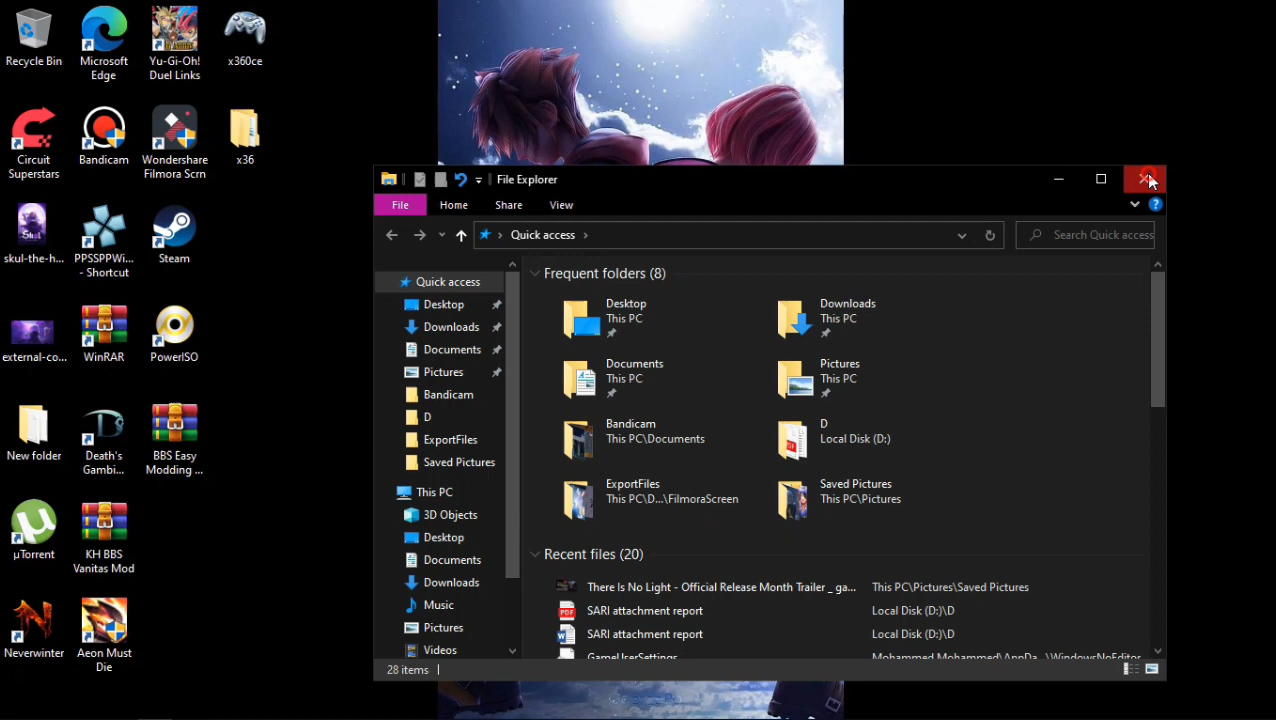 Recycle Bin
Microsoft
Edge
Yu-Gi-Oh!
Duel Links
x360ce
Circuit
Superstars
Bandicam
Wondershare
Filmora Scrn
x36
skul-the-h...
PPSSPPWi...
- Shortcut
Steam
external-co...
WinRAR
PowerISO
New folder
Death's
Gambi...
BBS Easy
Modding ...
µTorrent
KH BBS
Vanitas Mod
Neverwinter
Aeon Must
Die
File Explorer
File
Home
Share
View
Quick access
Search Quick access
Quick access
Desktop
Downloads
Documents
Pictures
Bandicam
D
ExportFiles
Saved Pictures
This PC
3D Objects
Desktop
Documents
Downloads
Music
Pictures
Videos
Frequent folders (8)
Desktop
This PC
Downloads
This PC
Documents
This PC
Pictures
This PC
Bandicam
This PC\Documents
D
Local Disk (D:)
ExportFiles
This PC\D...\FilmoraScreen
Saved Pictures
This PC\Pictures
Recent files (20)
There Is No Light - Official Release Month Trailer _ ga... This PC\Pictures\Saved Pictures
SARI attachment report Local Disk (D:)\D
SARI attachment report Local Disk (D:)\D
GameUserSettings Mohammed Mohammed\AppDa...\WindowsNoEditor
28 items